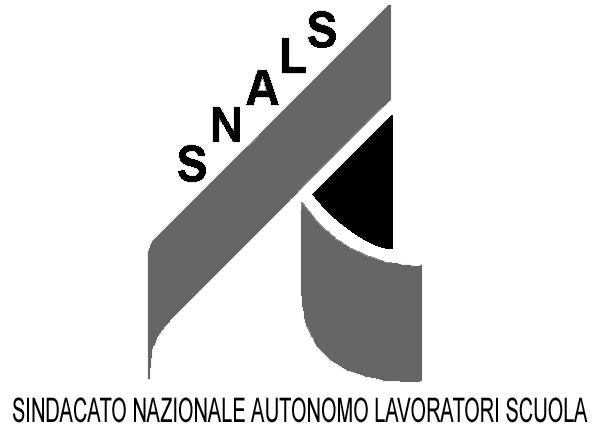 SNALS
SINDACATO NAZIONALE AUTONOMO LAVORATORI SCUOLA